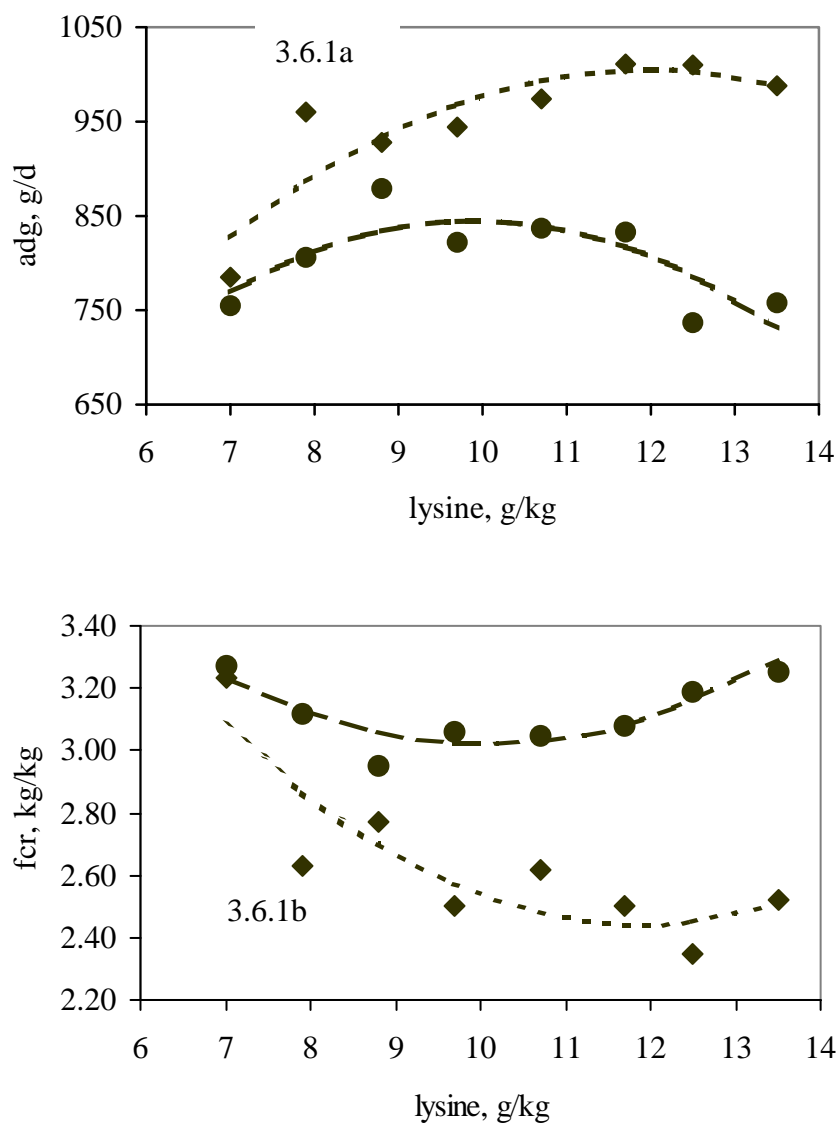 1050
3.6.1a
950
850
750
650
adg, g/d
6 7 8 9 10 11 12 13 14
lysine, g/kg
3.40
3.20
3.00
2.80
2.60
2.40
2.20
fcr, kg/kg
3.6.1b
6 7 8 9 10 11 12 13 14
lysine, g/kg